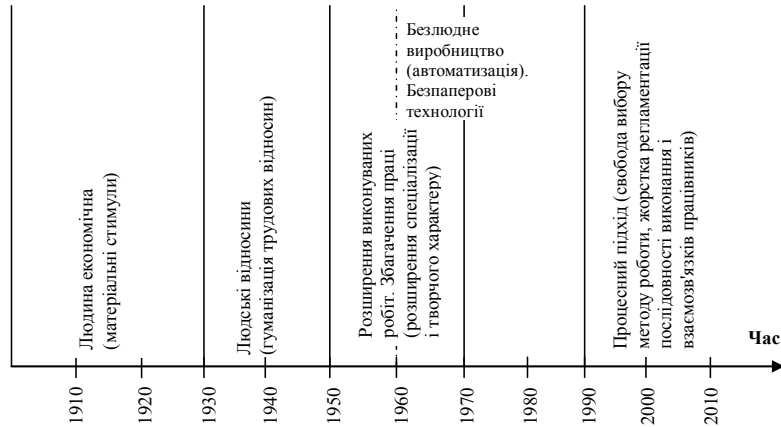 Людина економічна
(матеріальні стимули)
Людські відносини
(гуманізація трудових відносин)
Розширення виконуваних
робіт. Збагачення праці
(розширення спеціалізації
і творчого характеру)
Безлюдне
виробництво
(автоматизація).
Безпаперові
технології
Процесний підхід (свобода вибору
методу роботи, жорстка регламентації
послідовності виконання і
взаємозв'язків працівників)
Час
1910
1920
1930
1940
1950
1960
1970
1980
1990
2000
2010